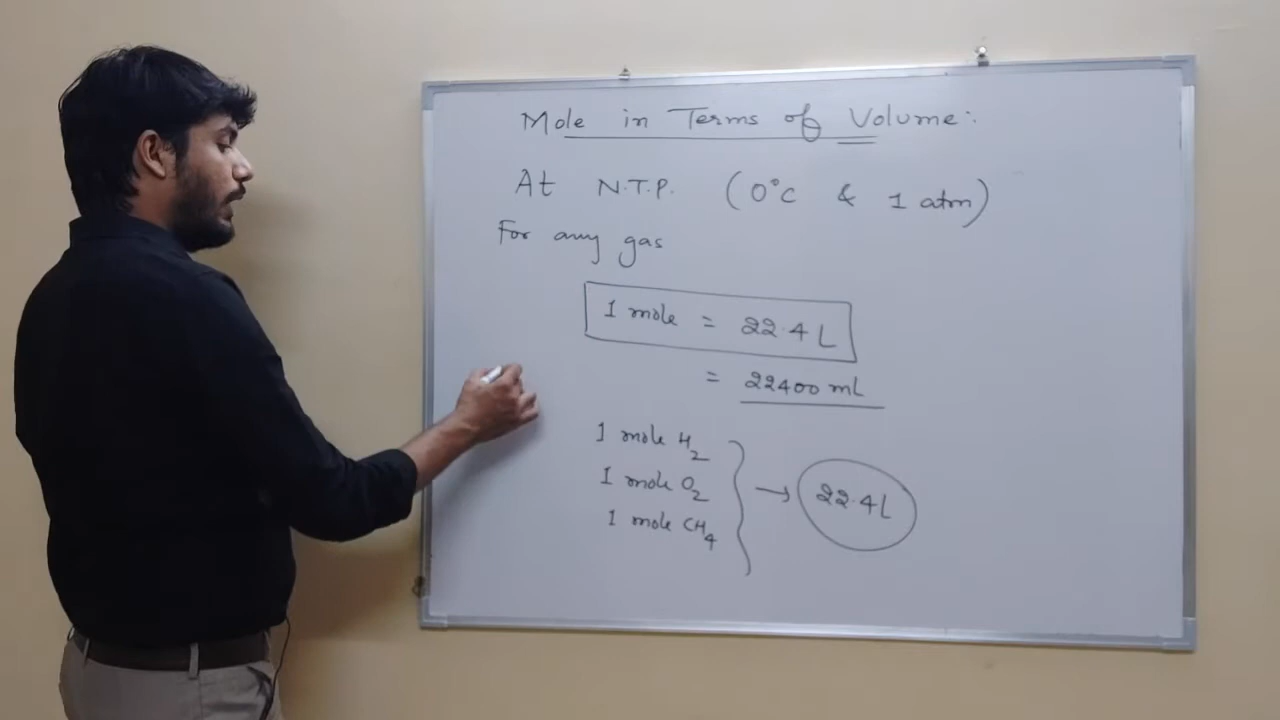 Mole in Terms of Volume:
At N.T.P. (0°C & 1 atm)
For any gas
1 mole = 22.4 L
= 22400 mL
1 mole H₂
1 mole O₂
1 mole CH₄
→ 22.4 L